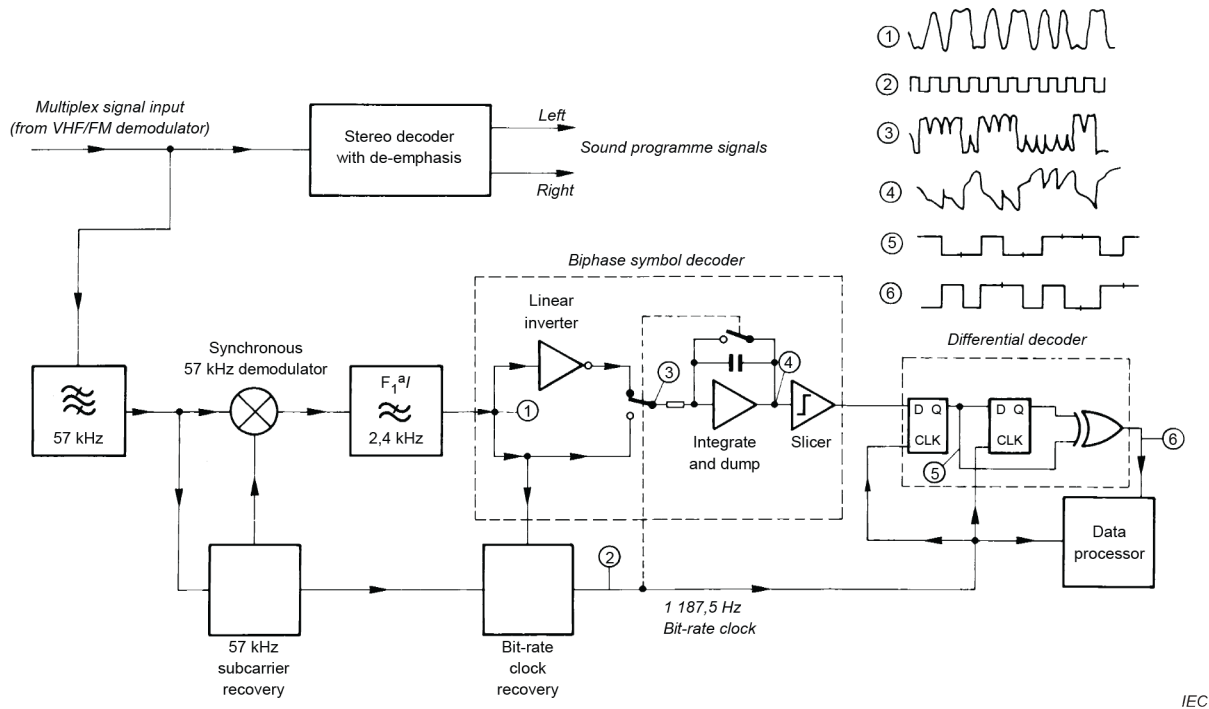 Multiplex signal input
(from VHF/FM demodulator)
Stereo decoder
with de-emphasis
Left
Right
Sound programme signals
1
2
3
4
5
6
Biphase symbol decoder
Linear
inverter
Synchronous
57 kHz demodulator
57 kHz
F₁ᵃ/
2,4 kHz
1
3
4
Integrate
and dump
Slicer
Differential decoder
D Q
CLK
D Q
CLK
5
6
Data
processor
2
1 187,5 Hz
Bit-rate clock
57 kHz
subcarrier
recovery
Bit-rate
clock
recovery
IEC